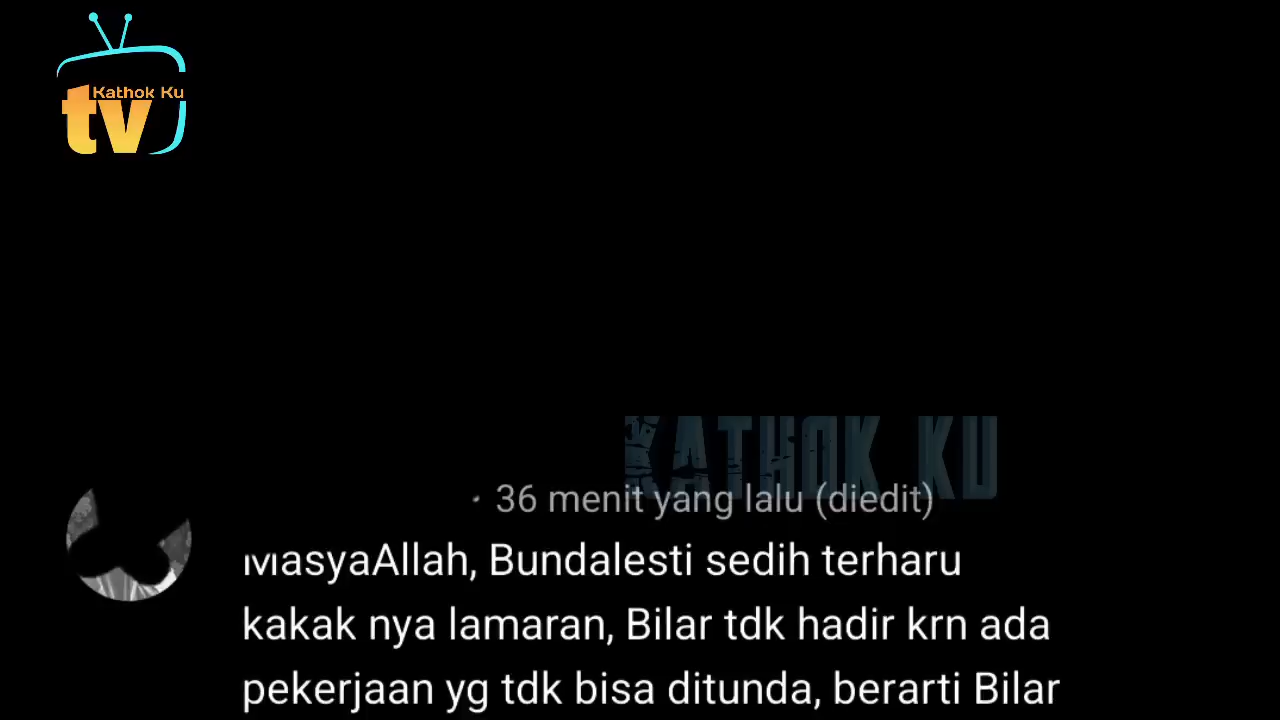 Kathok Ku
tv
KATHOK KU
· 36 menit yang lalu (diedit)
MasyaAllah, Bundalesti sedih terharu
kakak nya lamaran, Bilar tdk hadir krn ada
pekerjaan yg tdk bisa ditunda, berarti Bilar